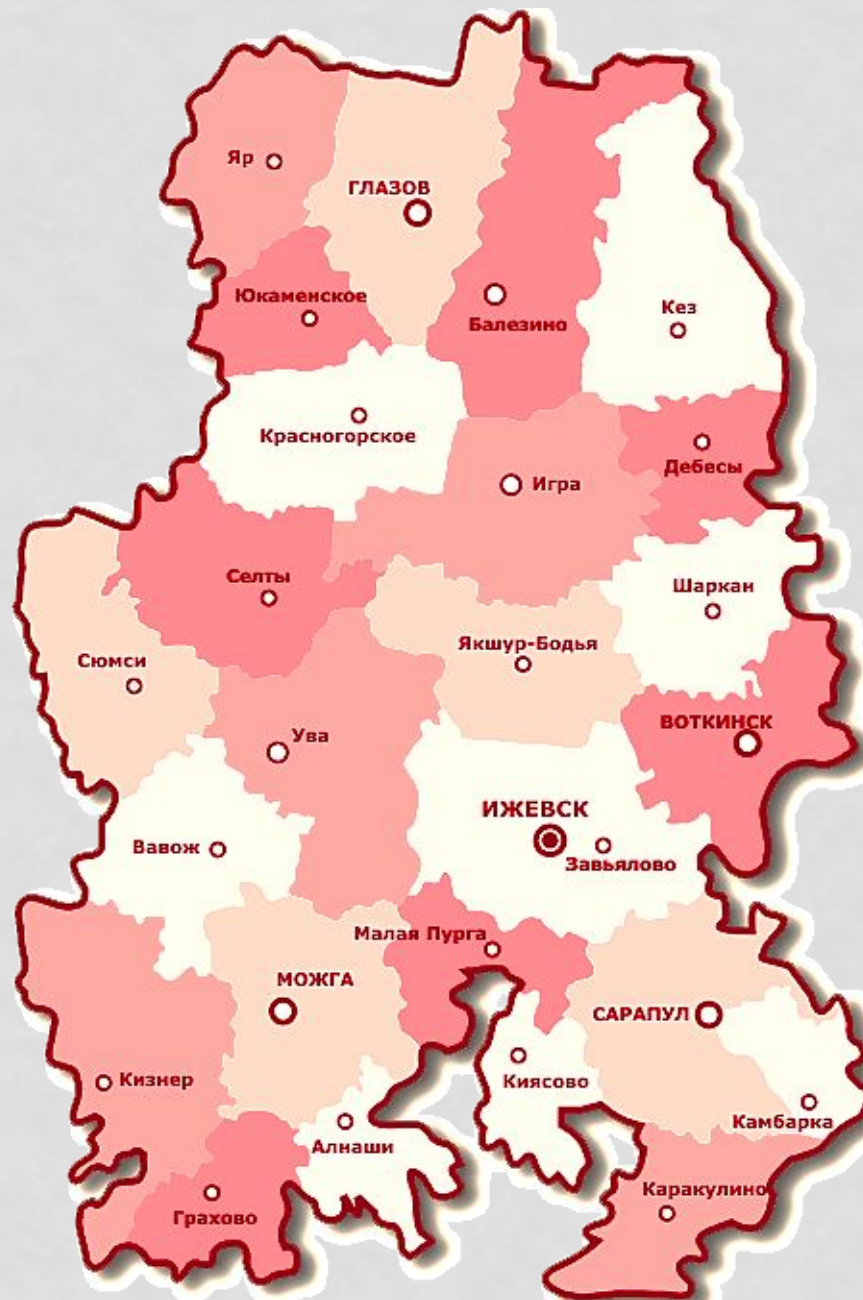 Яр
ГЛАЗОВ
Юкаменское
Балезино
Кез
Красногорское
Игра
Дебесы
Селты
Шаркан
Якшур-Бодья
Сюмси
Ува
ВОТКИНСК
ИЖЕВСК
Вавож
Завьялово
Малая Пурга
МОЖГА
САРАПУЛ
Кизнер
Киясово
Камбарка
Алнаши
Каракулино
Грахово